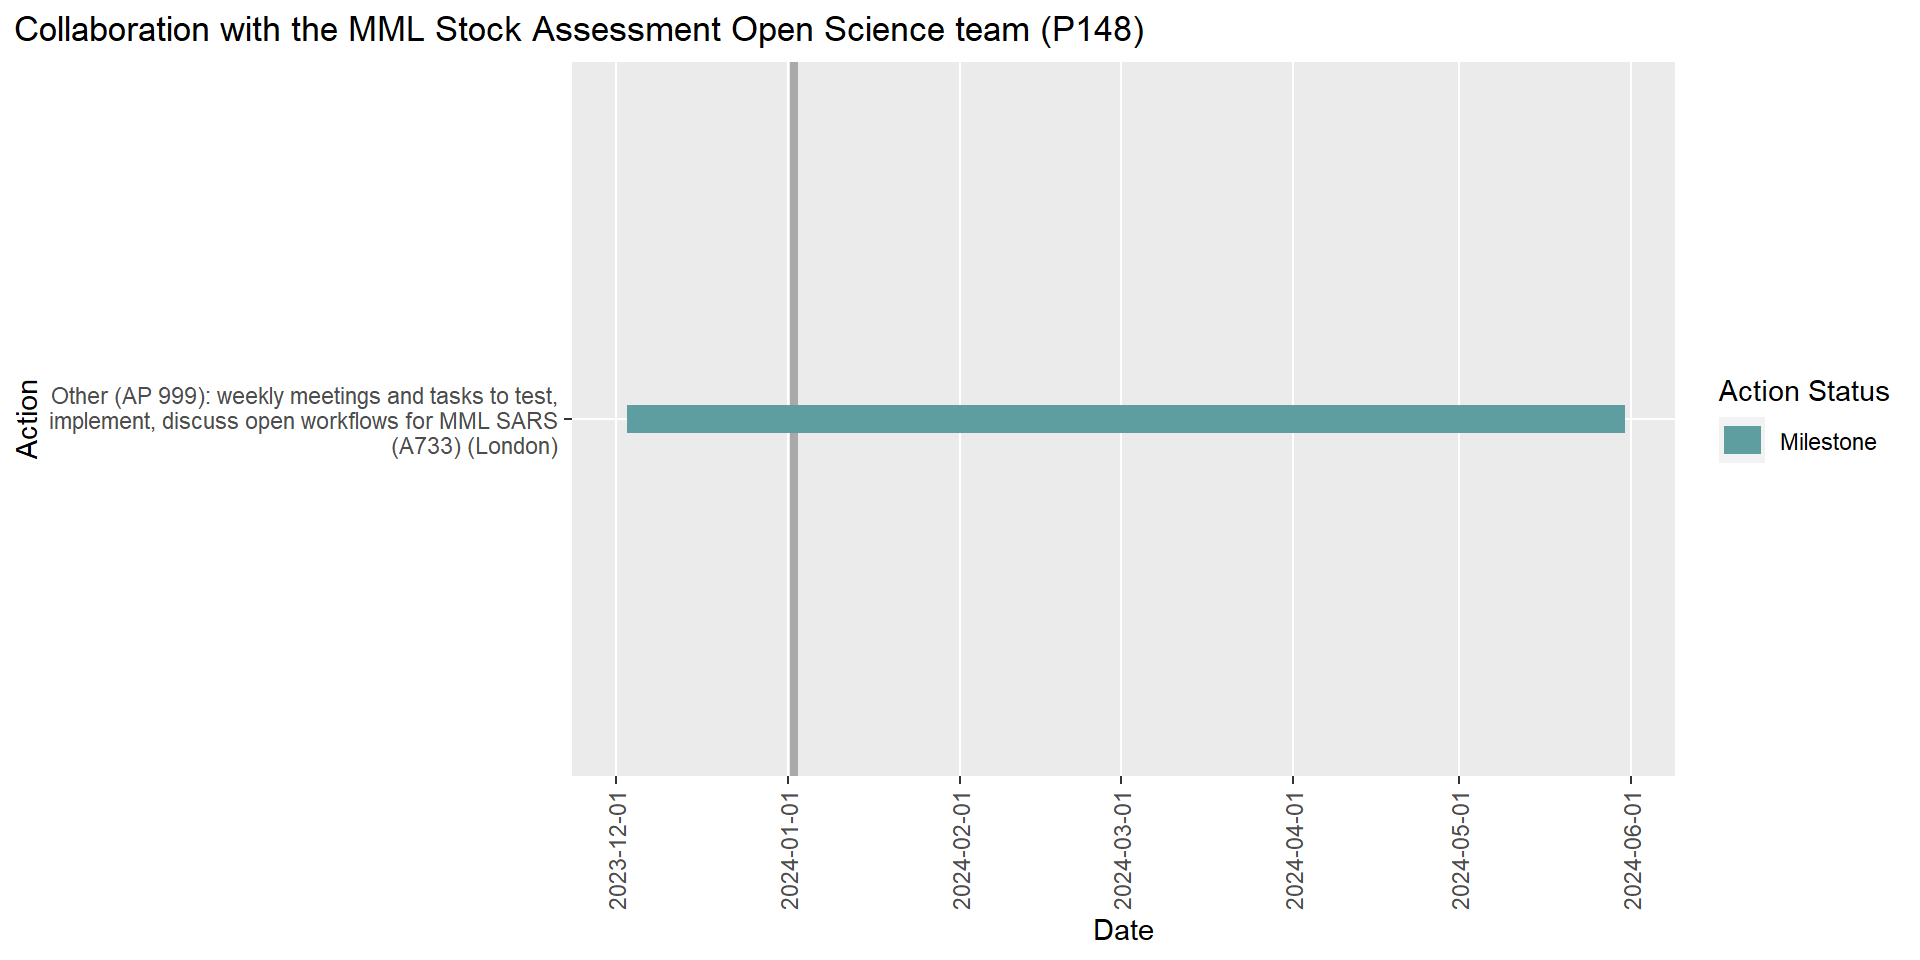 Collaboration with the MML Stock Assessment Open Science team (P148)
Action
Other (AP 999): weekly meetings and tasks to test,
implement, discuss open workflows for MML SARS
(A733) (London)
2023-12-01
2024-01-01
2024-02-01
2024-03-01
2024-04-01
2024-05-01
2024-06-01
Date
Action Status
Milestone